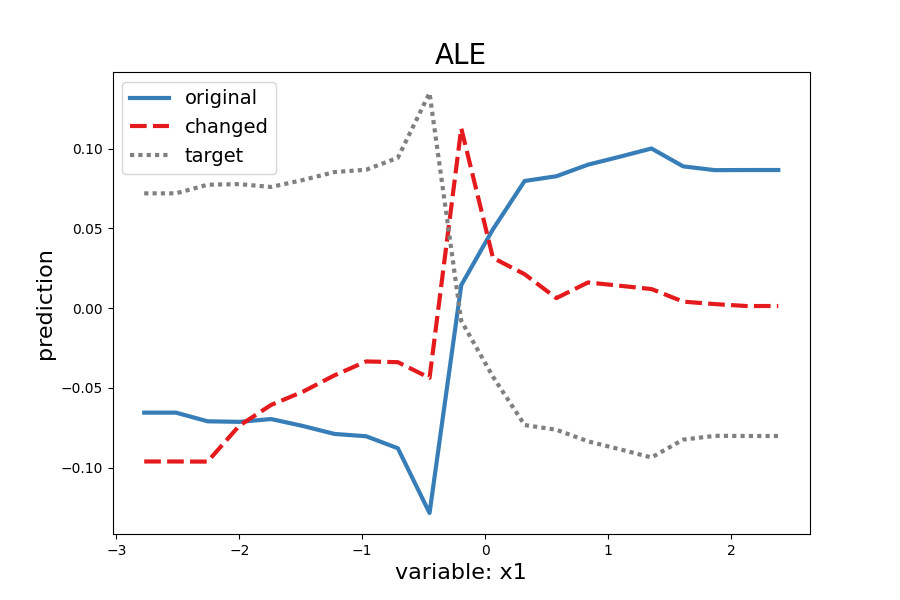 ALE
original
changed
target
prediction
0.10
0.05
0.00
−0.05
−0.10
−3
−2
−1
0
1
2
variable: x1